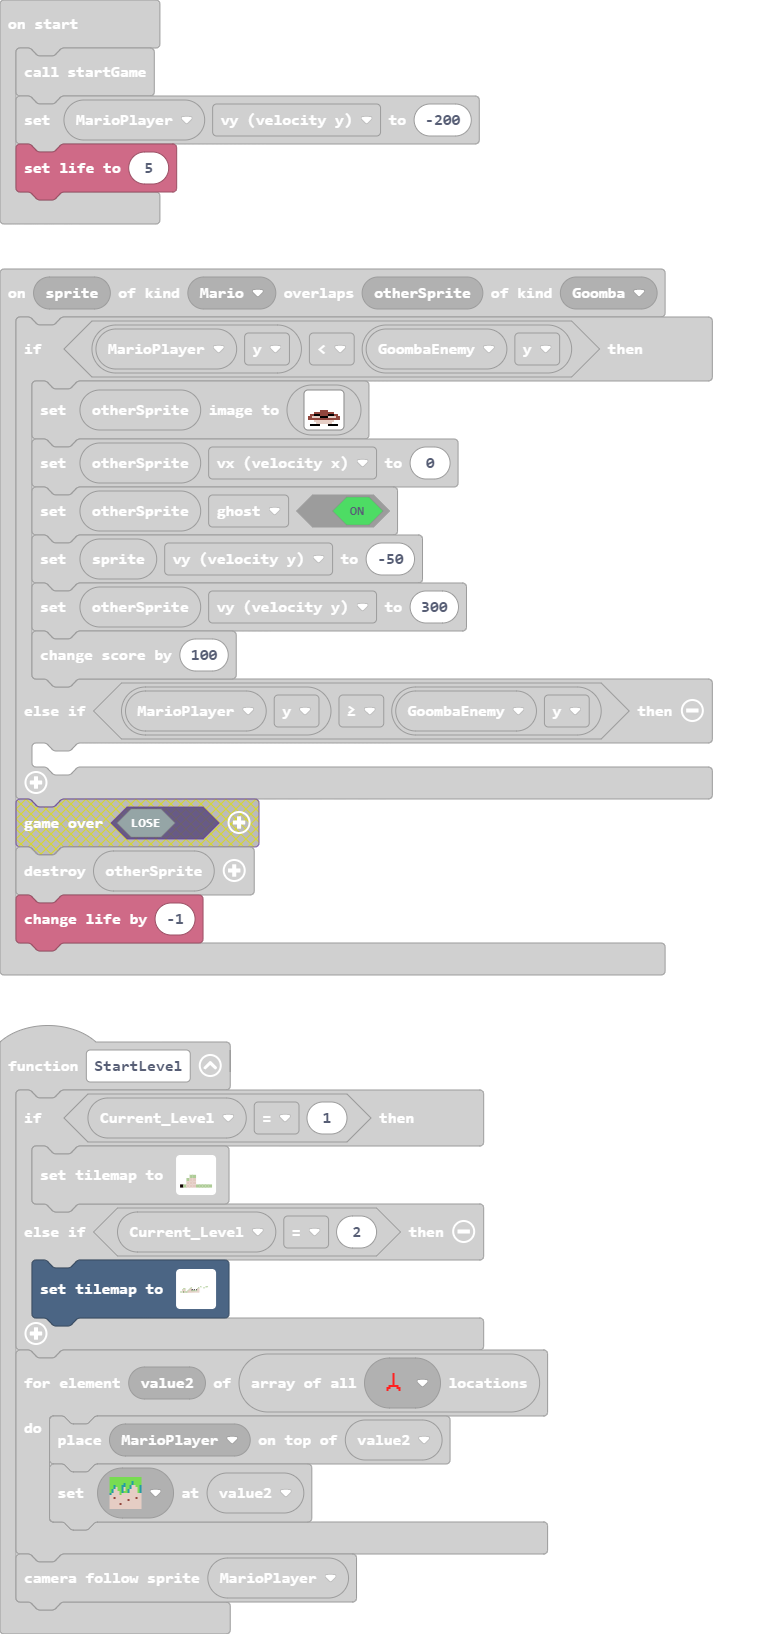 on start
call startGame
set MarioPlayer vy (velocity y) to -200
set life to 5
on sprite of kind Mario overlaps otherSprite of kind Goomba
if MarioPlayer y < GoombaEnemy y then
set otherSprite image to
set otherSprite vx (velocity x) to 0
set otherSprite ghost ON
set sprite vy (velocity y) to -50
set otherSprite vy (velocity y) to 300
change score by 100
else if MarioPlayer y ≥ GoombaEnemy y then
game over LOSE
destroy otherSprite
change life by -1
function StartLevel
if Current_Level = 1 then
set tilemap to
else if Current_Level = 2 then
set tilemap to
for element value2 of array of all locations
do
place MarioPlayer on top of value2
set at value2
camera follow sprite MarioPlayer